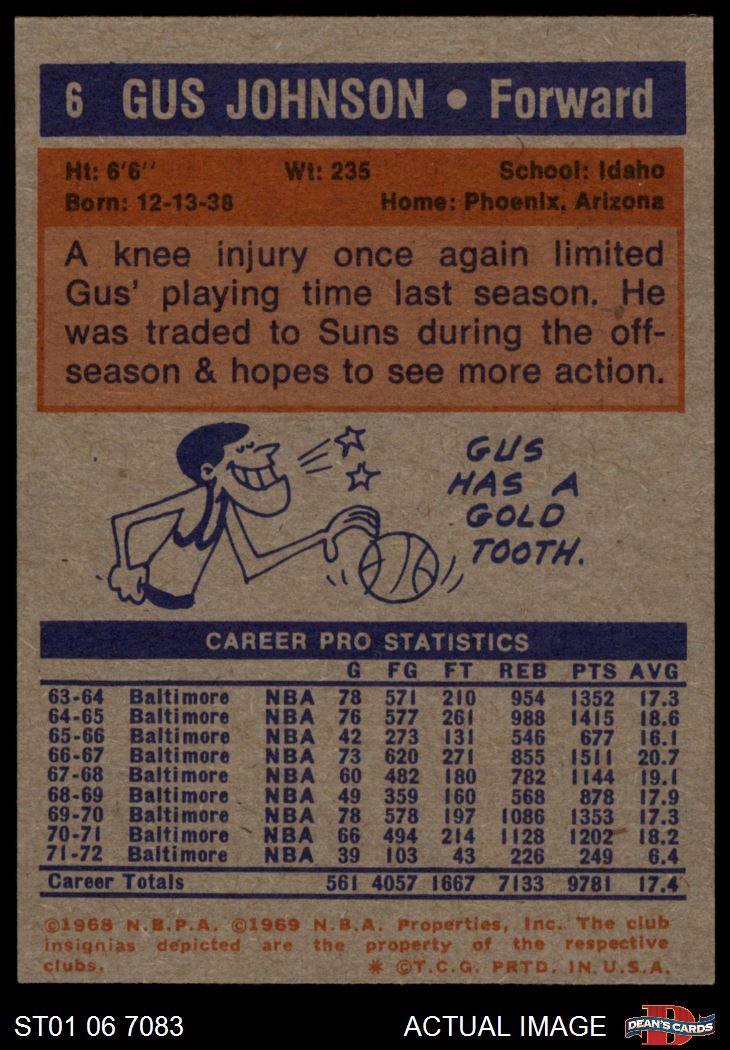 6 GUS JOHNSON • Forward
Ht: 6'6'' Wt: 235 School: Idaho
Born: 12-13-38 Home: Phoenix, Arizona
A knee injury once again limited
Gus' playing time last season. He
was traded to Suns during the off-
season & hopes to see more action.
GUS
HAS A
GOLD
TOOTH.
CAREER PRO STATISTICS
G FG FT REB PTS AVG
63-64 Baltimore NBA 78 571 210 954 1352 17.3
64-65 Baltimore NBA 76 577 261 988 1415 18.6
65-66 Baltimore NBA 42 273 131 546 677 16.1
66-67 Baltimore NBA 73 620 271 855 1511 20.7
67-68 Baltimore NBA 60 482 180 782 1144 19.1
68-69 Baltimore NBA 49 359 160 568 878 17.9
69-70 Baltimore NBA 78 578 197 1086 1353 17.3
70-71 Baltimore NBA 66 494 214 1128 1202 18.2
71-72 Baltimore NBA 39 103 43 226 249 6.4
Career Totals 561 4057 1667 7133 9781 17.4
©1968 N.B.P.A. ©1969 N.B.A. Properties, Inc. The club
insignias depicted are the property of the respective
clubs. * ©T.C.G. PRTD. IN U.S.A.
ST01 06 7083 ACTUAL IMAGE D DEAN'S CARDS